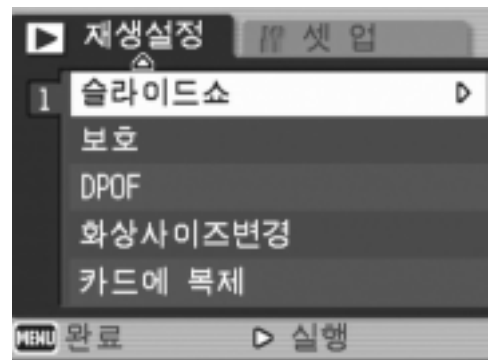 재생설정 셋업
1 슬라이드쇼
보호
DPOF
화상사이즈변경
카드에 복제
MENU 완료 실행